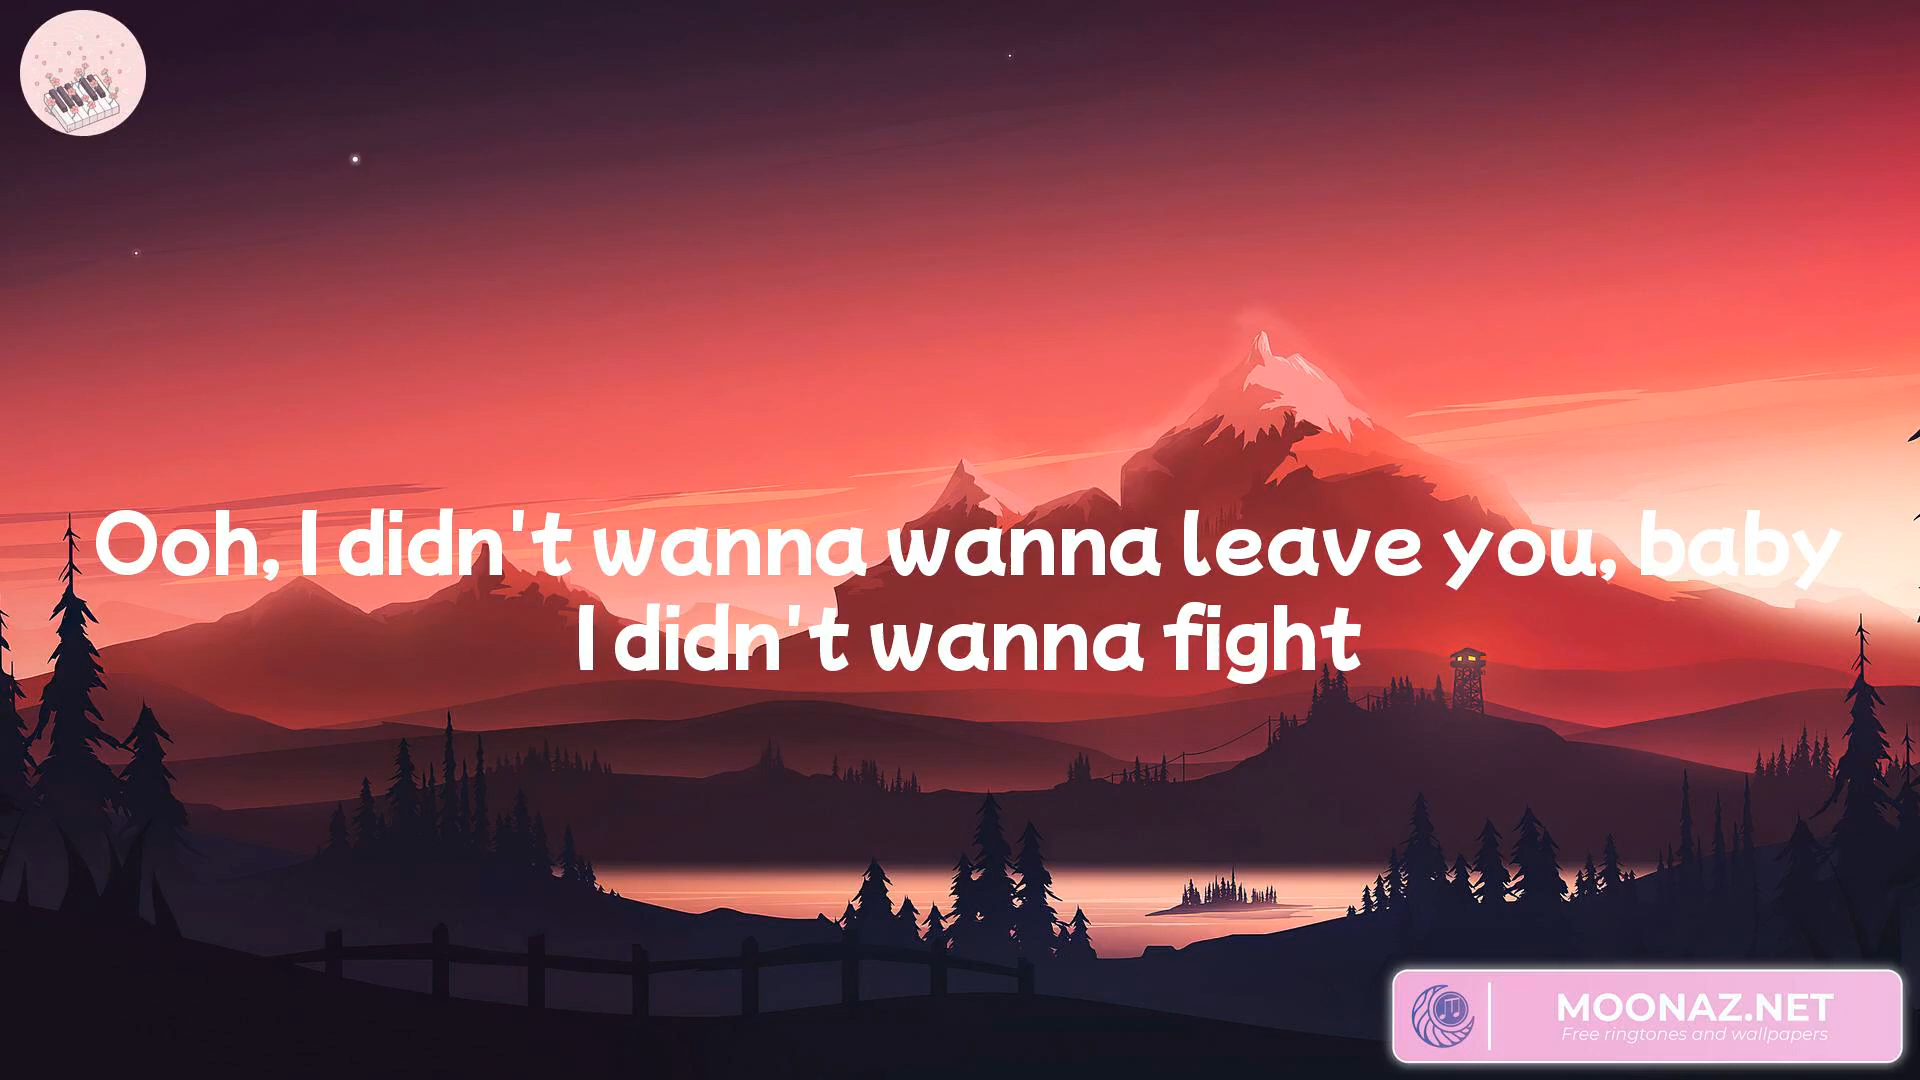 Ooh, I didn't wanna wanna leave you, baby
I didn't wanna fight
MOONAZ.NET
Free ringtones and wallpapers